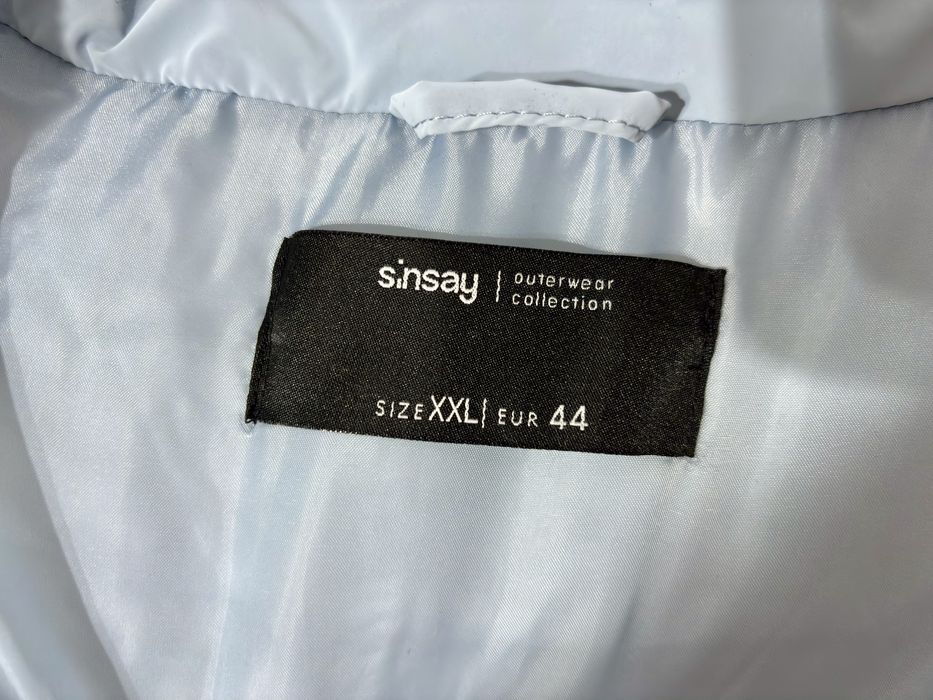 sinsay | outerwear
collection
SIZE XXL | EUR 44